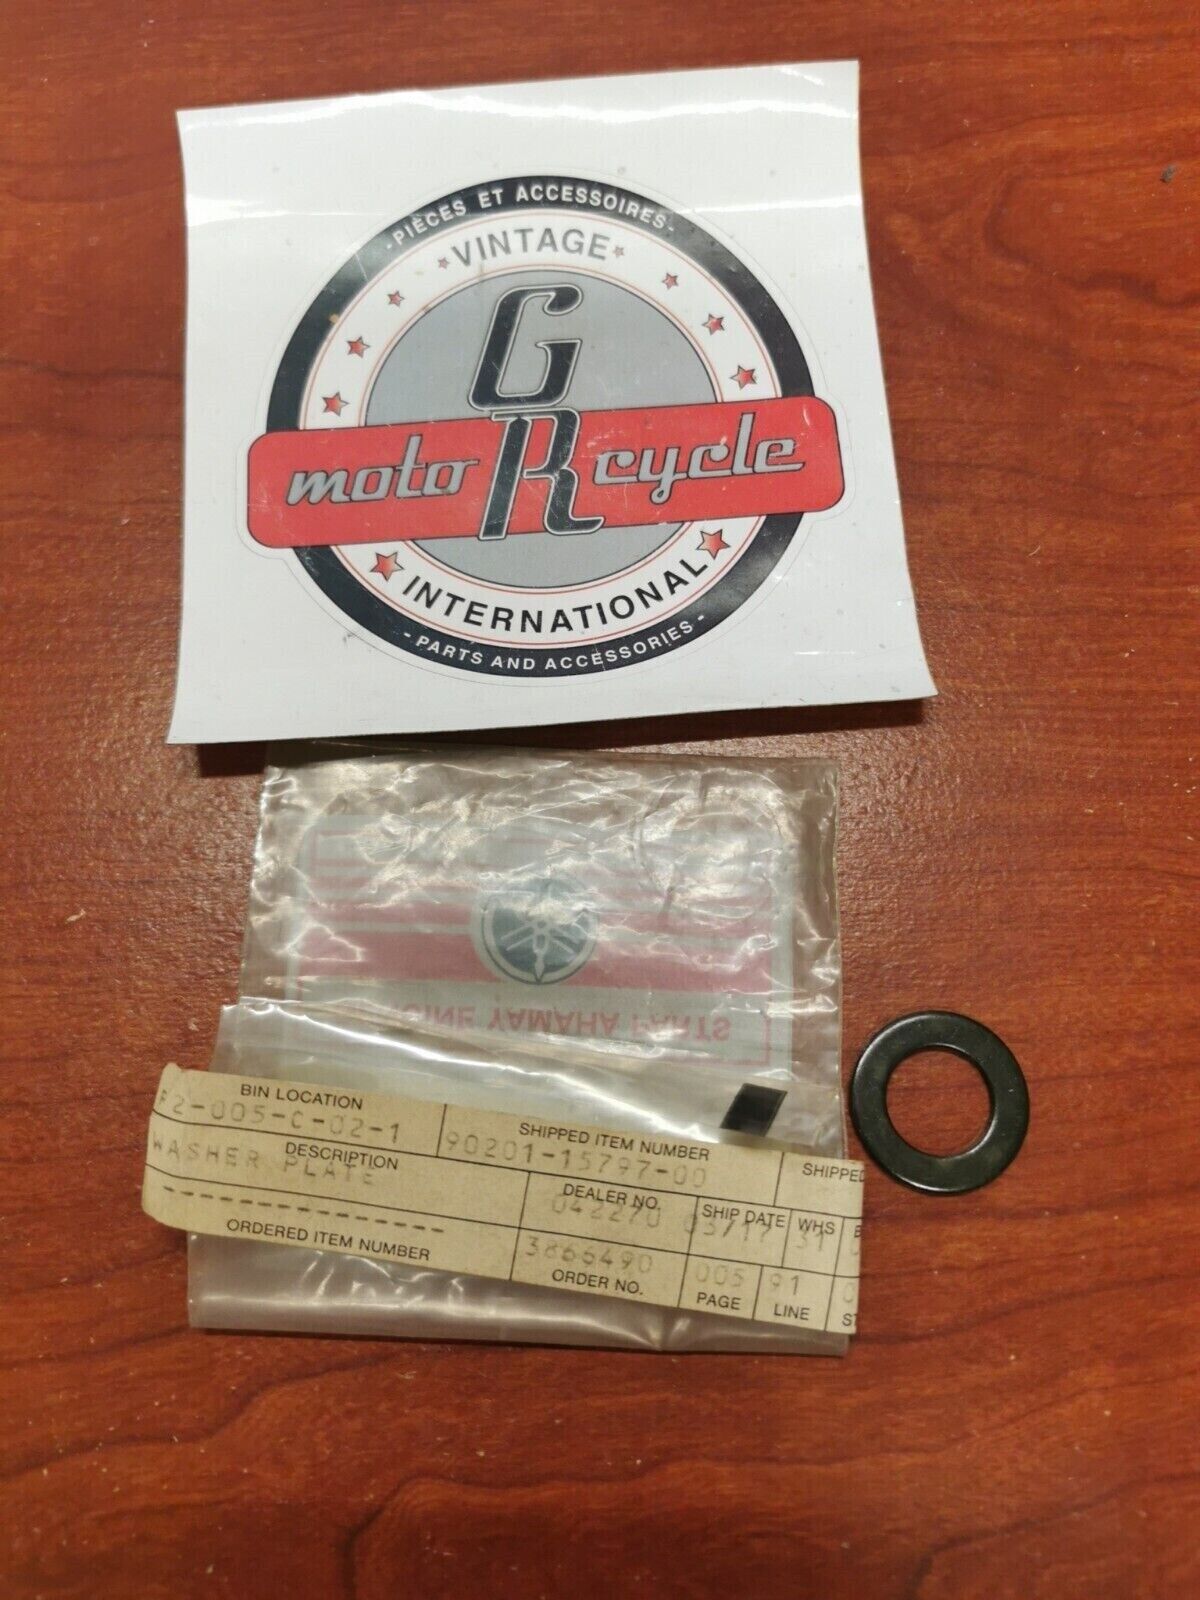 -PIÈCES ET ACCESSOIRES-
VINTAGE
G
R
moto cycle
INTERNATIONAL
-PARTS AND ACCESSORIES-
YAMAHA PARTS
BIN LOCATION
F2-005-C-02-1
SHIPPED ITEM NUMBER
90201-15797-00
SHIPPED
DESCRIPTION
WASHER PLATE
DEALER NO.
042270
SHIP DATE
03/17
WHS
31
------------
ORDERED ITEM NUMBER
3866490
ORDER NO.
005
PAGE
91
LINE